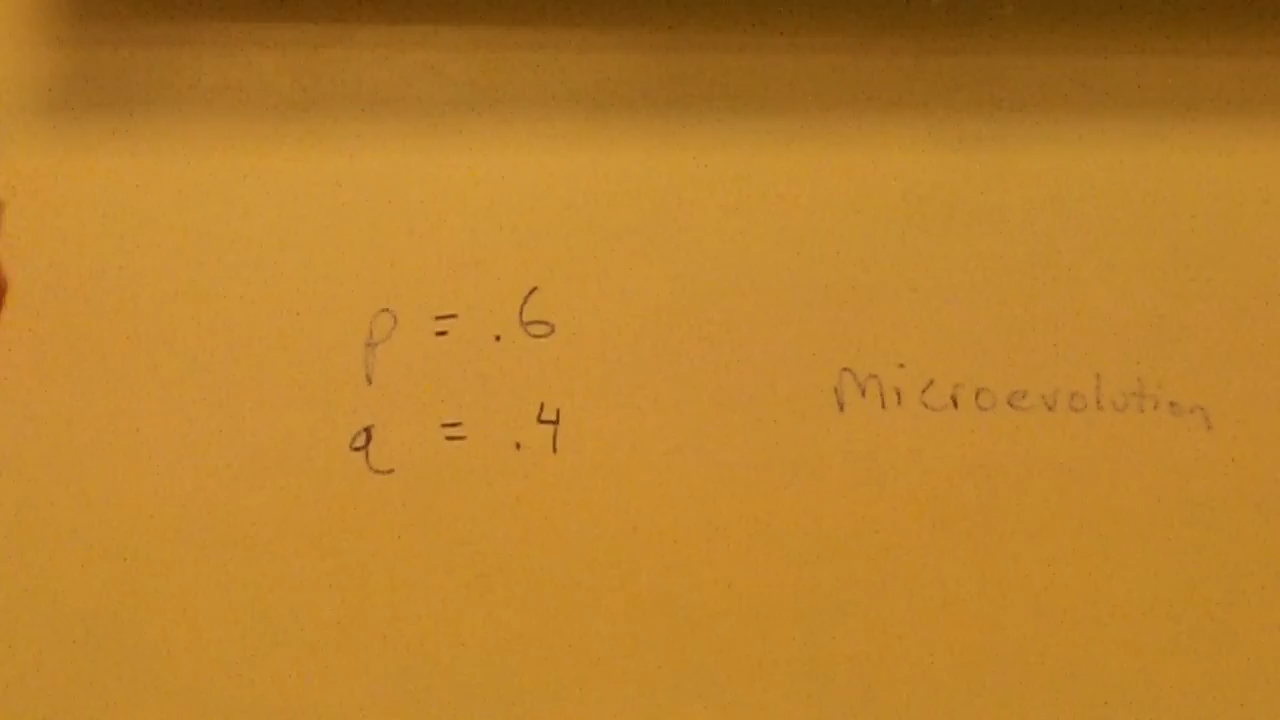 p = .6
q = .4
Microevolution